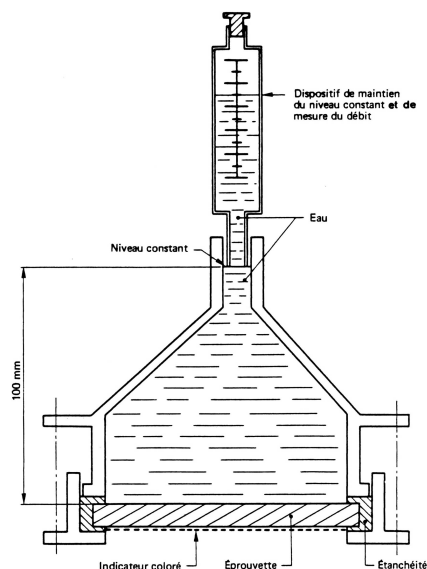 Dispositif de maintien
du niveau constant et de
mesure du débit
Eau
Niveau constant
100 mm
Indicateur coloré
Éprouvette
Étanchéité